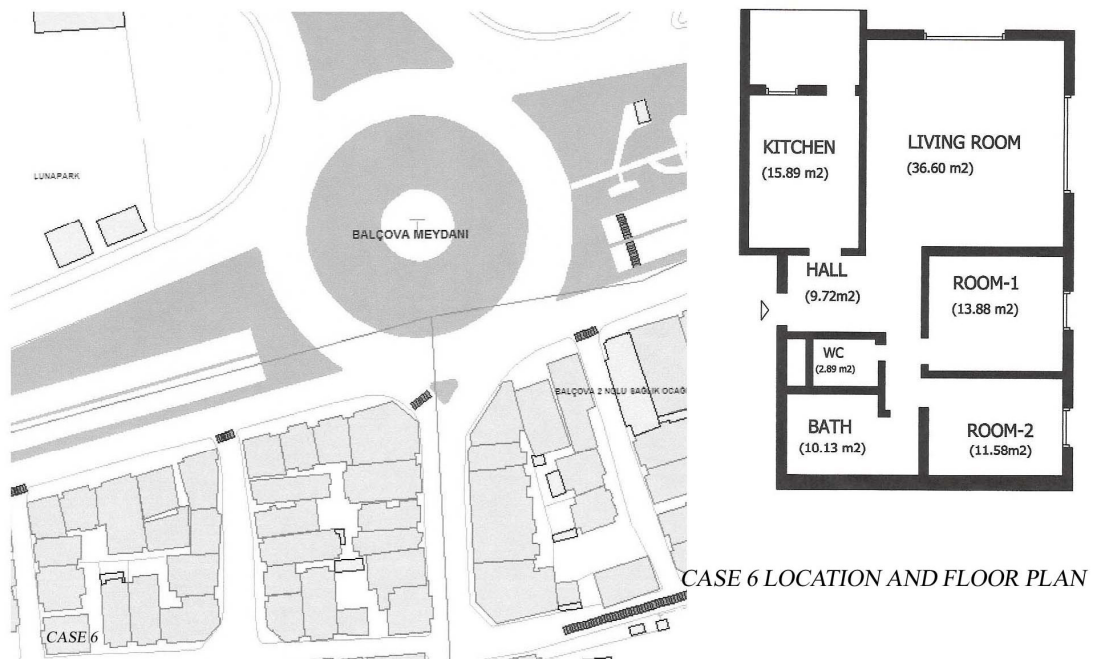 LUNAPARK
BALÇOVA MEYDANI
BALÇOVA 2 NOLU SAĞLIK OCAĞI
CASE 6
KITCHEN
(15.89 m2)
LIVING ROOM
(36.60 m2)
HALL
(9.72m2)
ROOM-1
(13.88 m2)
WC
(2.89 m2)
BATH
(10.13 m2)
ROOM-2
(11.58m2)
CASE 6 LOCATION AND FLOOR PLAN